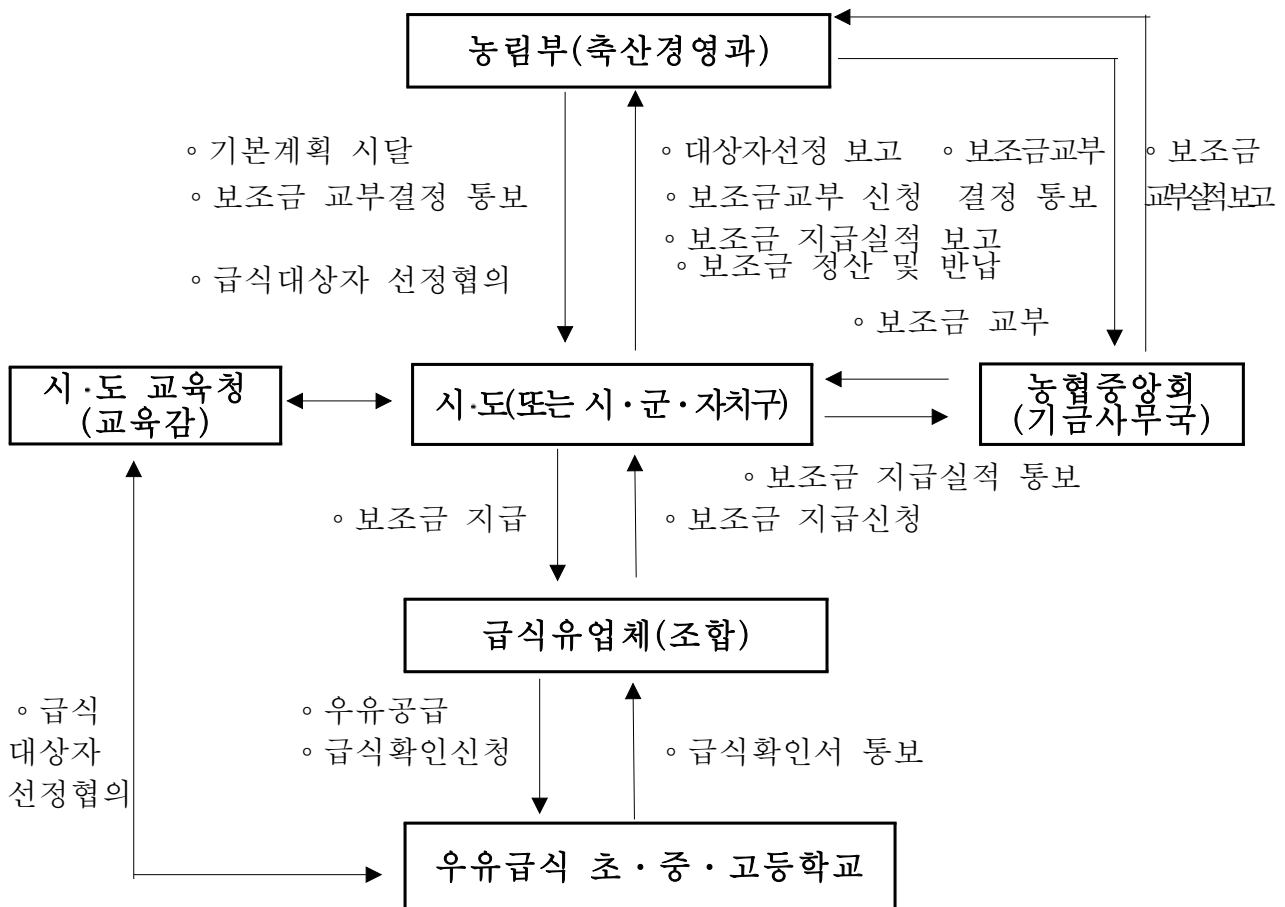 농림부(축산경영과)
◦ 기본계획 시달
◦ 보조금 교부결정 통보
◦ 급식대상자 선정협의
◦ 대상자선정 보고
◦ 보조금교부 신청
◦ 보조금 지급실적 보고
◦ 보조금 정산 및 반납
◦ 보조금교부
결정 통보
◦ 보조금
교부실적보고
◦ 보조금 교부
시·도 교육청
(교육감)
시·도(또는 시·군·자치구)
농협중앙회
(기금사무국)
◦ 보조금 지급실적 통보
◦ 보조금 지급
◦ 보조금 지급신청
급식유업체(조합)
◦ 급식
대상자
선정협의
◦ 우유공급
◦ 급식확인신청
◦ 급식확인서 통보
우유급식 초·중·고등학교